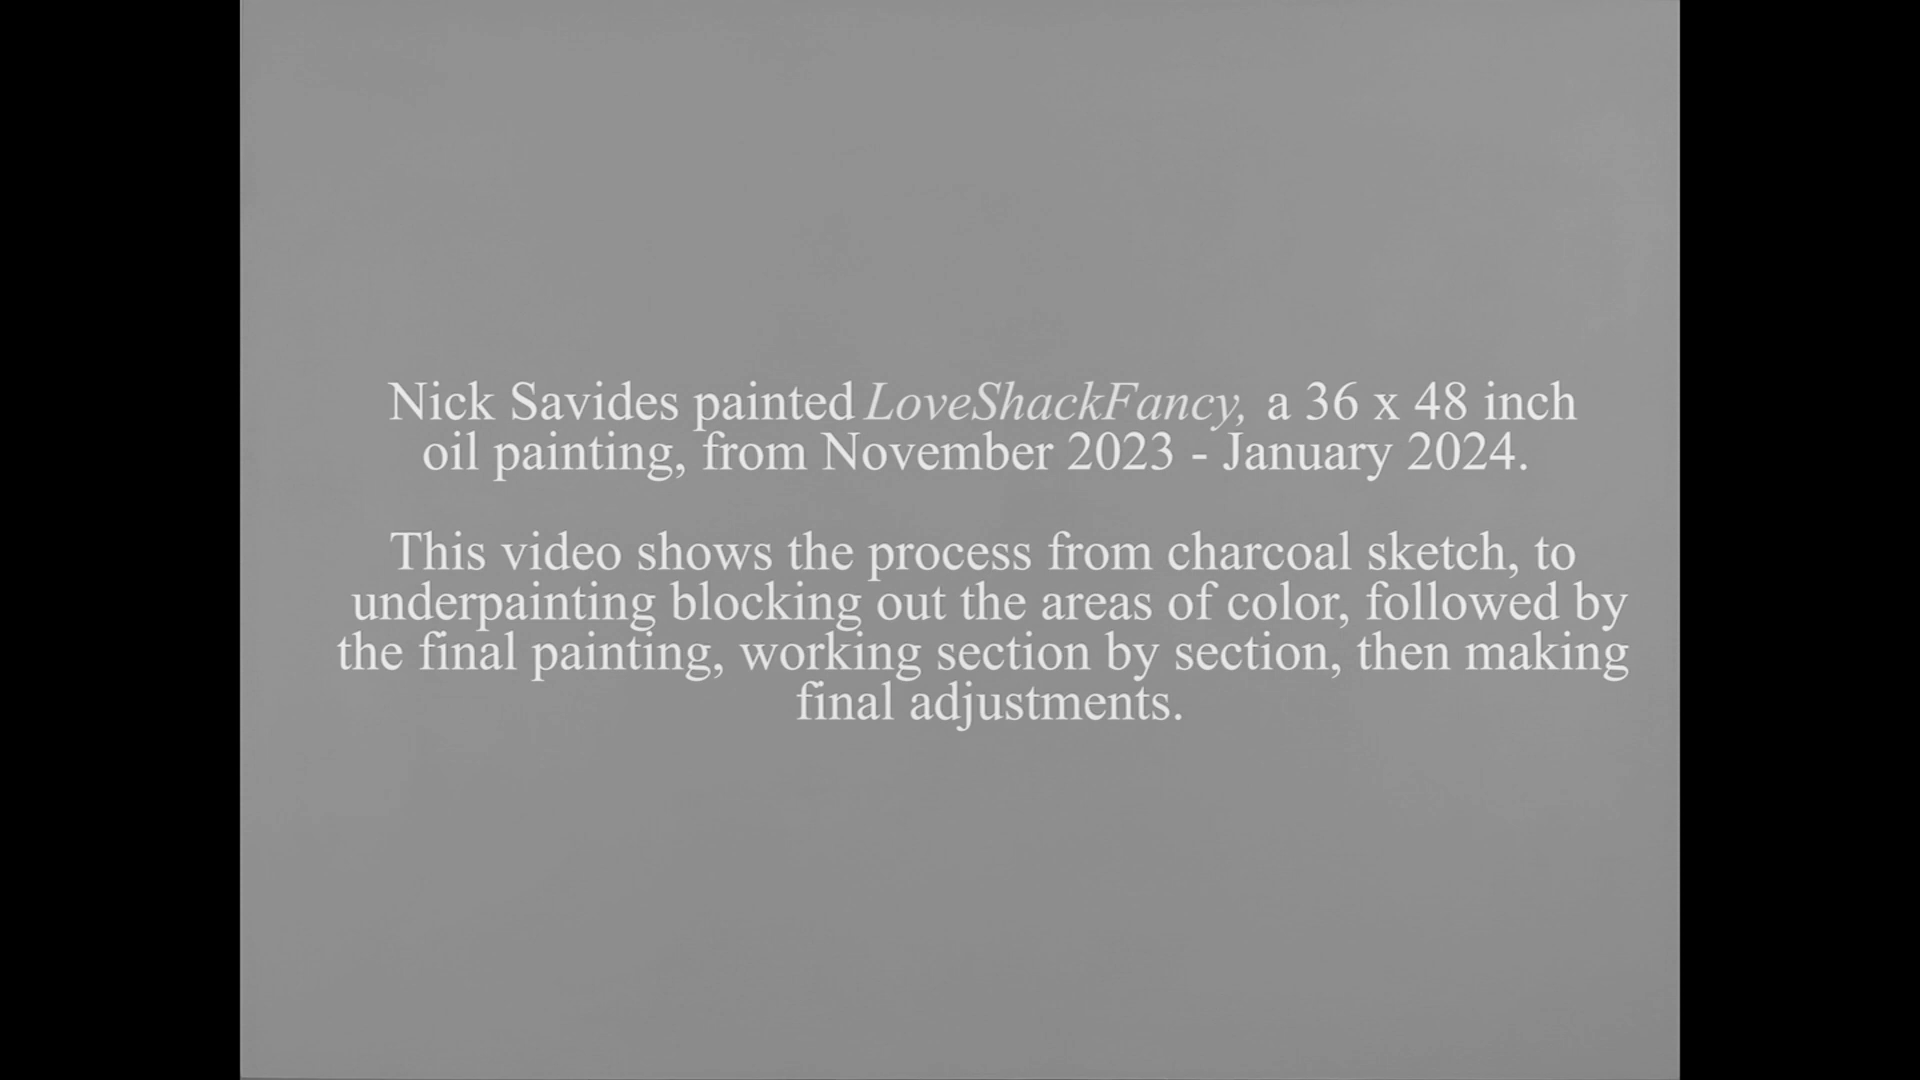 Nick Savides painted LoveShackFancy, a 36 x 48 inch
oil painting, from November 2023 - January 2024.
This video shows the process from charcoal sketch, to
underpainting blocking out the areas of color, followed by
the final painting, working section by section, then making
final adjustments.